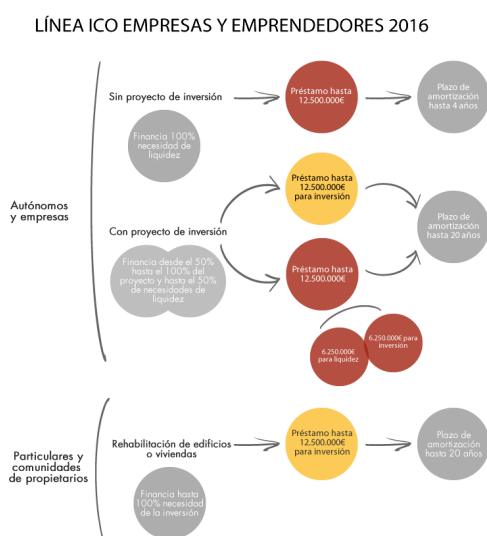 LÍNEA ICO EMPRESAS Y EMPRENDEDORES 2016
Sin proyecto de inversión
Préstamo hasta
12.500.000€
Plazo de
amortización
hasta 4 años
Financia 100%
necesidad de
liquidez
Autónomos
y empresas
Préstamo hasta
12.500.000€
para inversión
Con proyecto de inversión
Plazo de
amortización
hasta 20 años
Financia desde el 50%
hasta el 100% del
proyecto y hasta el 50%
de necesidades de
liquidez
Préstamo hasta
12.500.000€
6.250.000€
para liquidez
6.250.000€ para
inversión
Particulares y
comunidades
de propietarios
Rehabilitación de edificios
o viviendas
Préstamo hasta
12.500.000€
para inversión
Plazo de
amortización
hasta 20 años
Financia hasta
100% necesidad
de la inversión